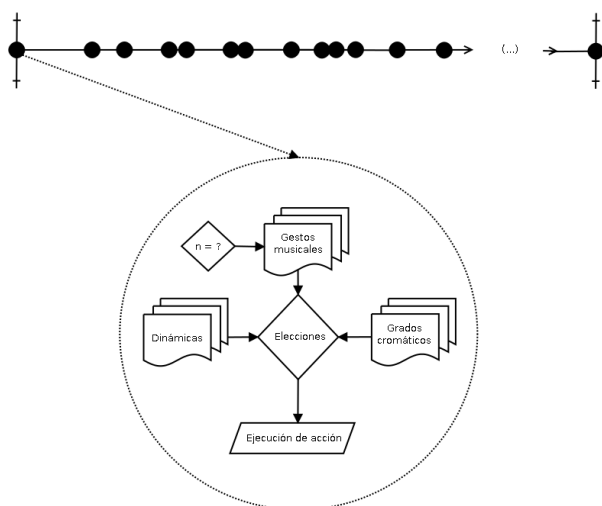 (...)
n = ?
Gestos
musicales
Dinámicas
Elecciones
Grados
cromáticos
Ejecución de acción